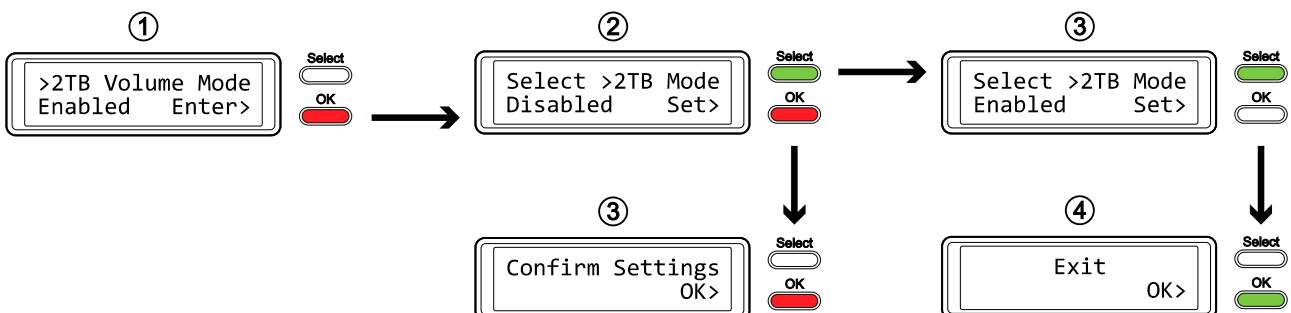 ①
>2TB Volume Mode
Enabled Enter>
Select
OK
②
Select >2TB Mode
Disabled Set>
Select
OK
③
Select >2TB Mode
Enabled Set>
Select
OK
③
Confirm Settings
OK>
Select
OK
④
Exit
OK>
Select
OK